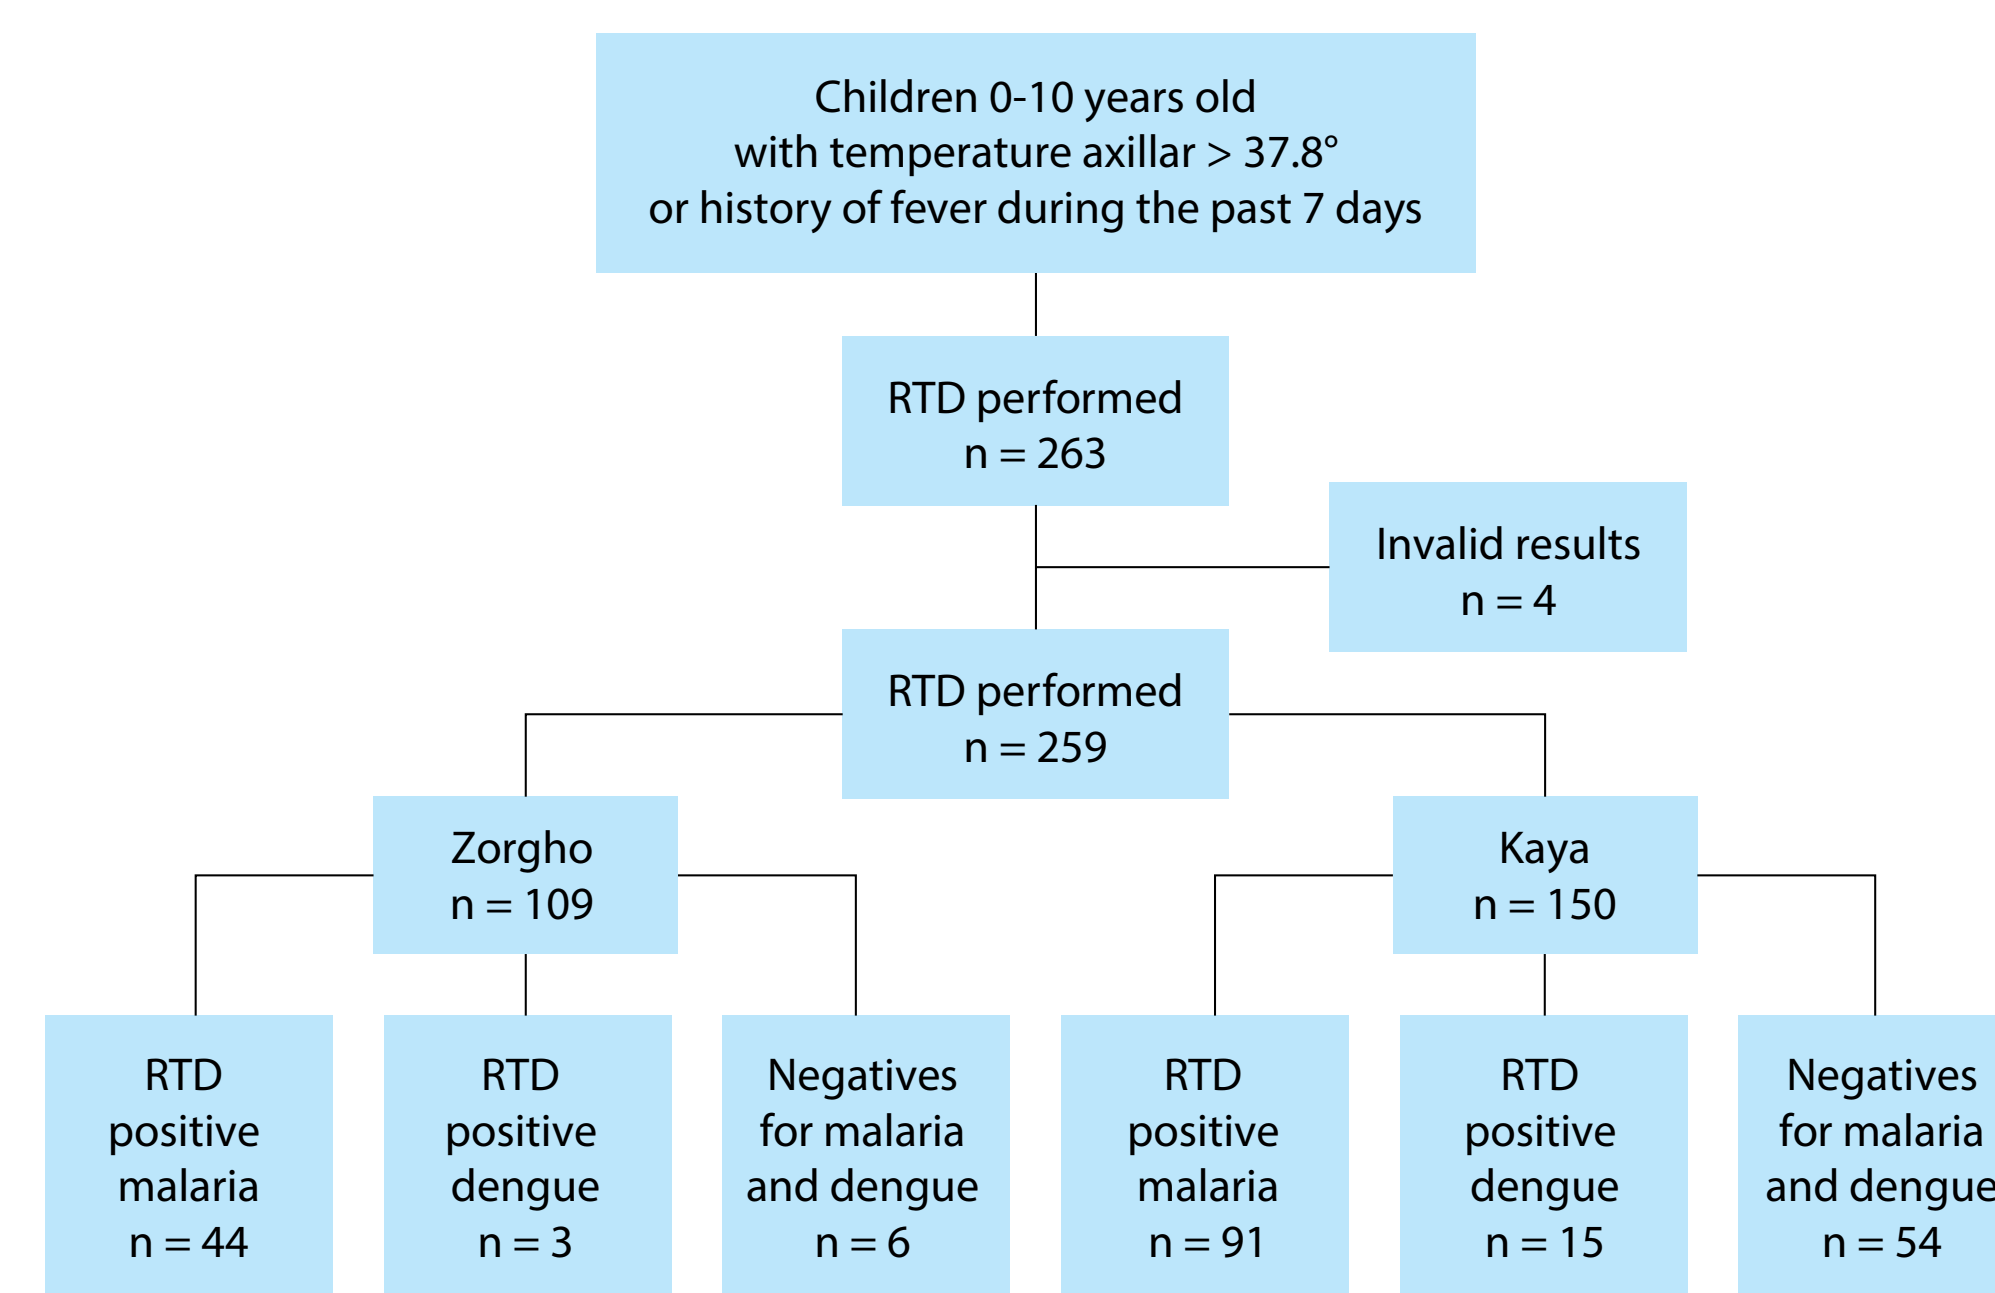 Children 0-10 years old
with temperature axillar > 37.8°
or history of fever during the past 7 days
RTD performed
n = 263
Invalid results
n = 4
RTD performed
n = 259
Zorgho
n = 109
Kaya
n = 150
RTD
positive
malaria
n = 44
RTD
positive
dengue
n = 3
Negatives
for malaria
and dengue
n = 6
RTD
positive
malaria
n = 91
RTD
positive
dengue
n = 15
Negatives
for malaria
and dengue
n = 54